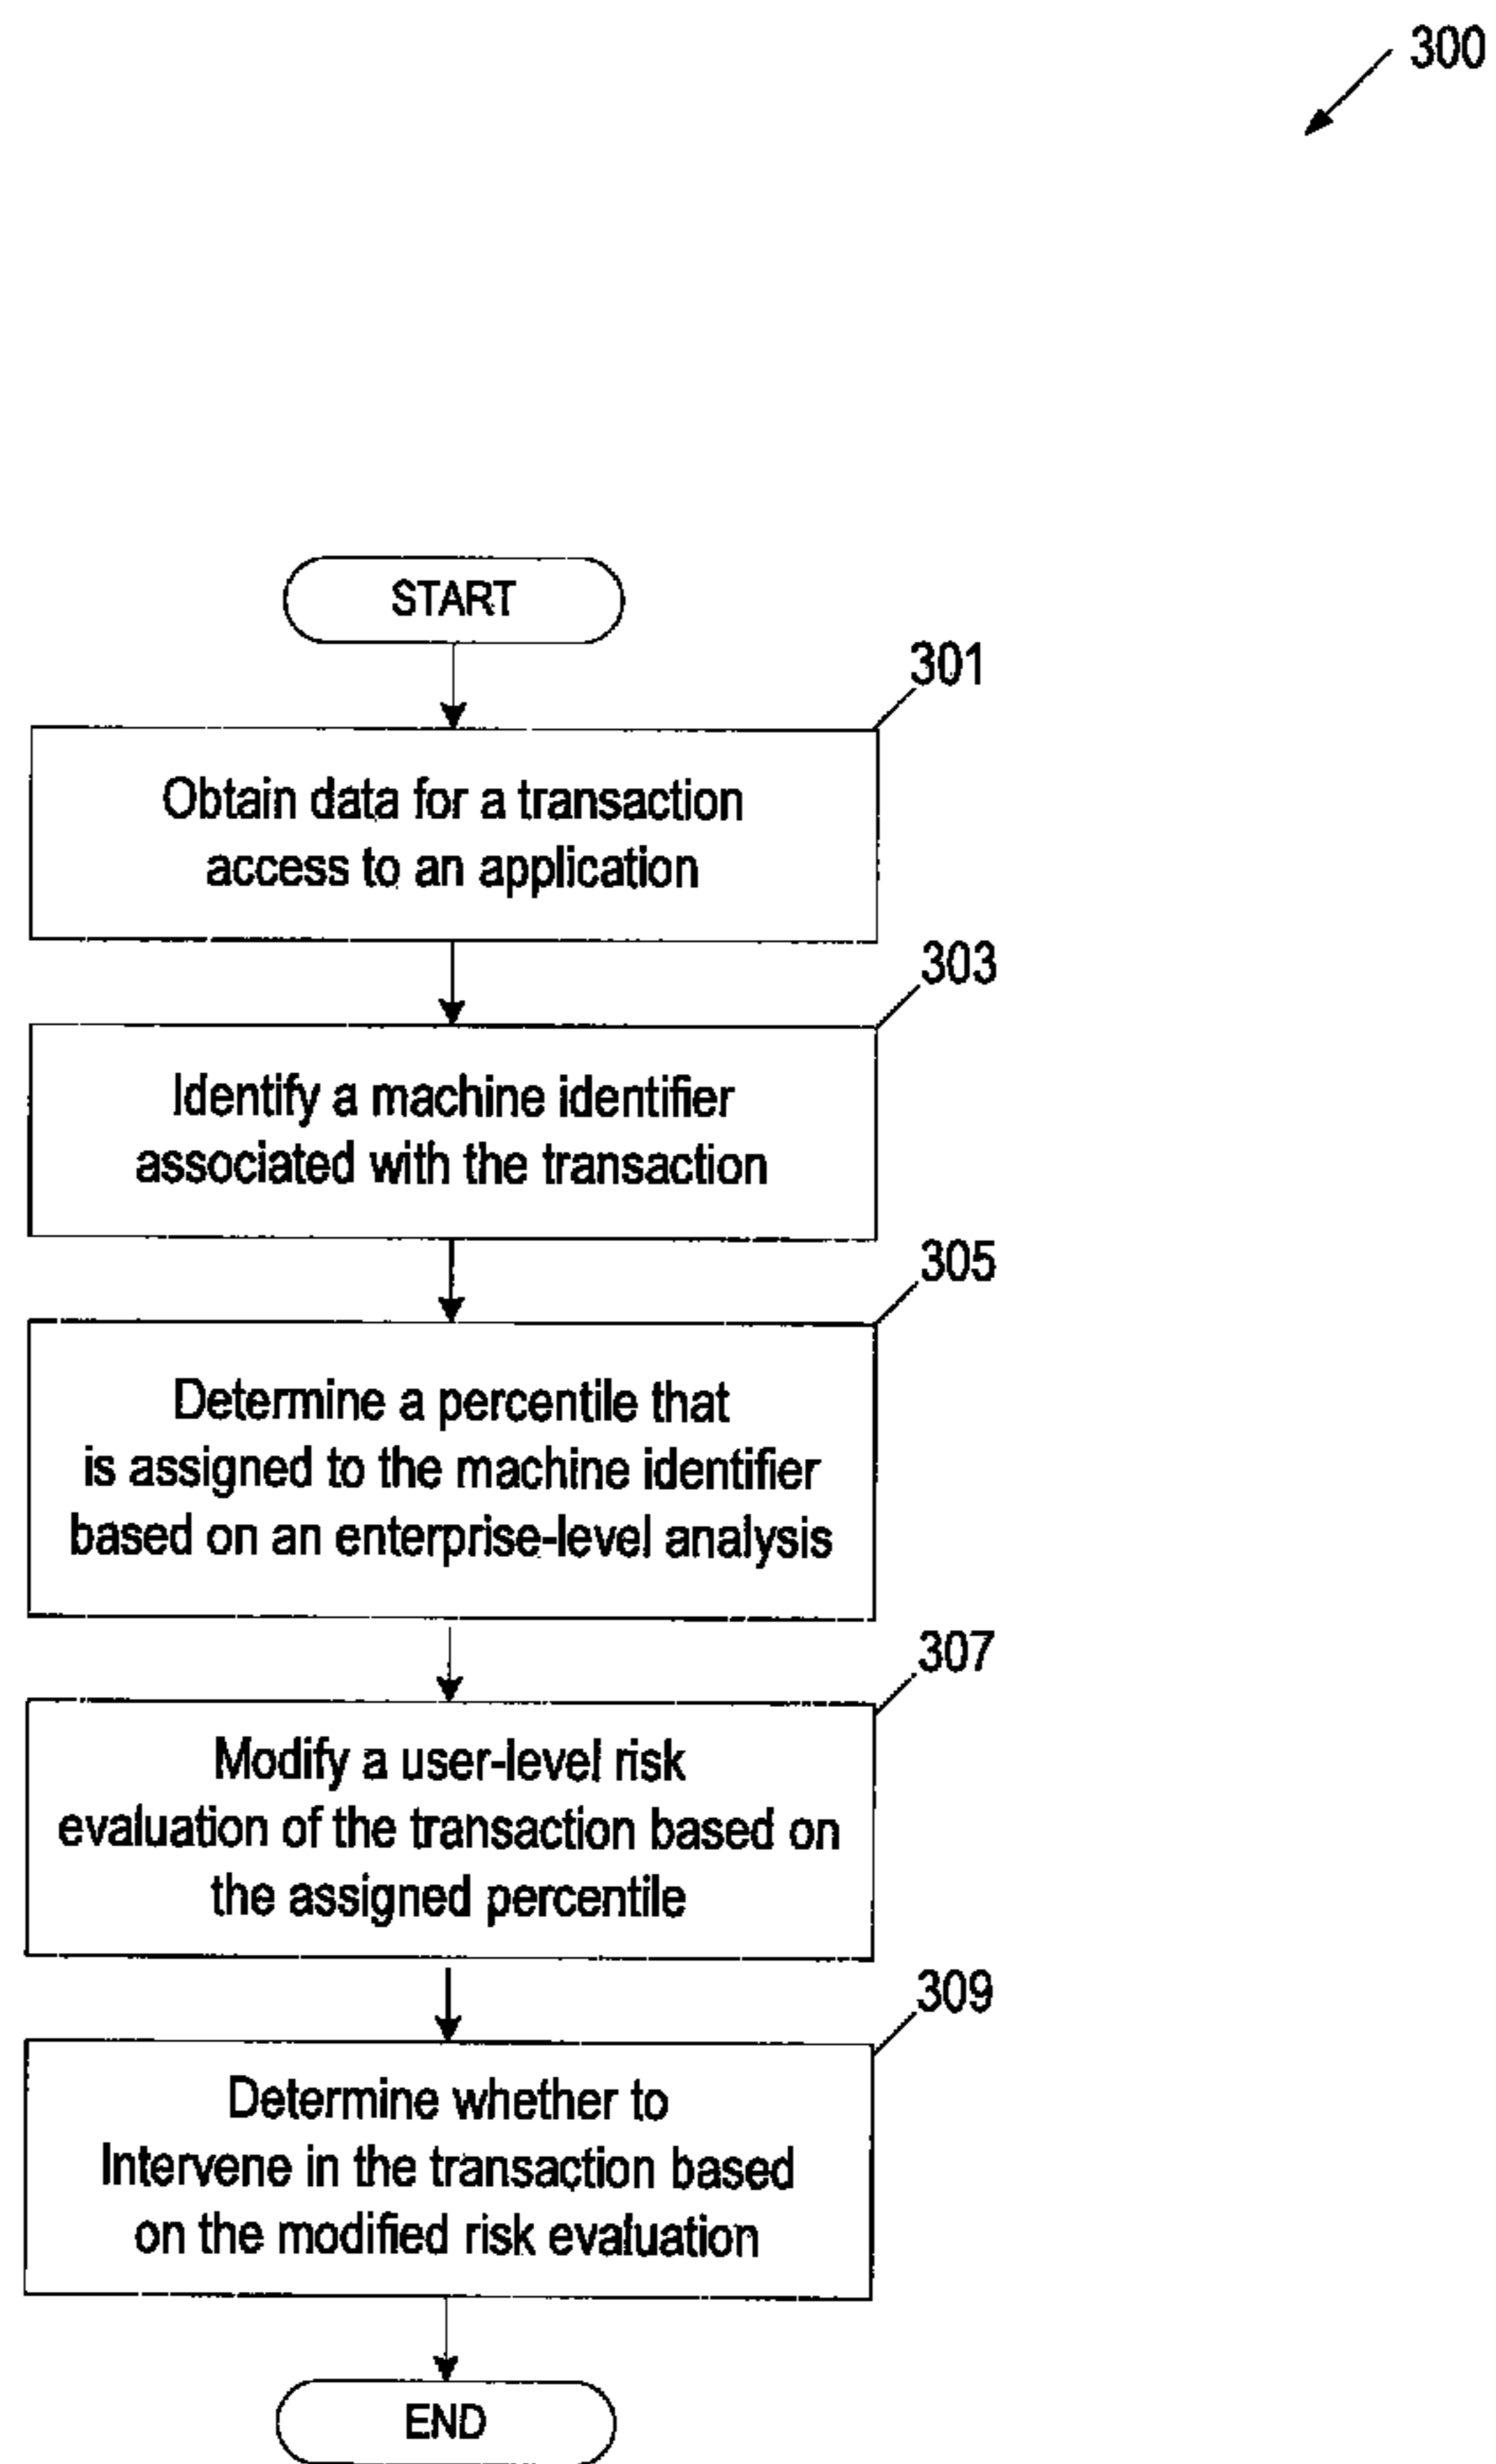 300
START
301
Obtain data for a transaction
access to an application
303
Identify a machine identifier
associated with the transaction
305
Determine a percentile that
is assigned to the machine identifier
based on an enterprise-level analysis
307
Modify a user-level risk
evaluation of the transaction based on
the assigned percentile
309
Determine whether to
Intervene in the transaction based
on the modified risk evaluation
END